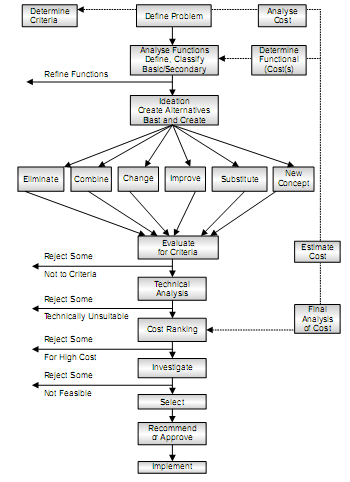 Determine
Criteria
Define Problem
Analyse
Cost
Analyse Functions
Define, Classify
Basic/Secondary
Determine
Functional
(Cost(s)
Refine Functions
Ideation
Create Alternatives
Bast and Create
Eliminate
Combine
Change
Improve
Substitute
New
Concept
Evaluate
for Criteria
Estimate
Cost
Reject Some
Not to Criteria
Technical
Analysis
Reject Some
Technically Unsuitable
Cost Ranking
Final
Analysis
of Cost
Reject Some
For High Cost
Investigate
Reject Some
Not Feasible
Select
Recommend
or Approve
Implement